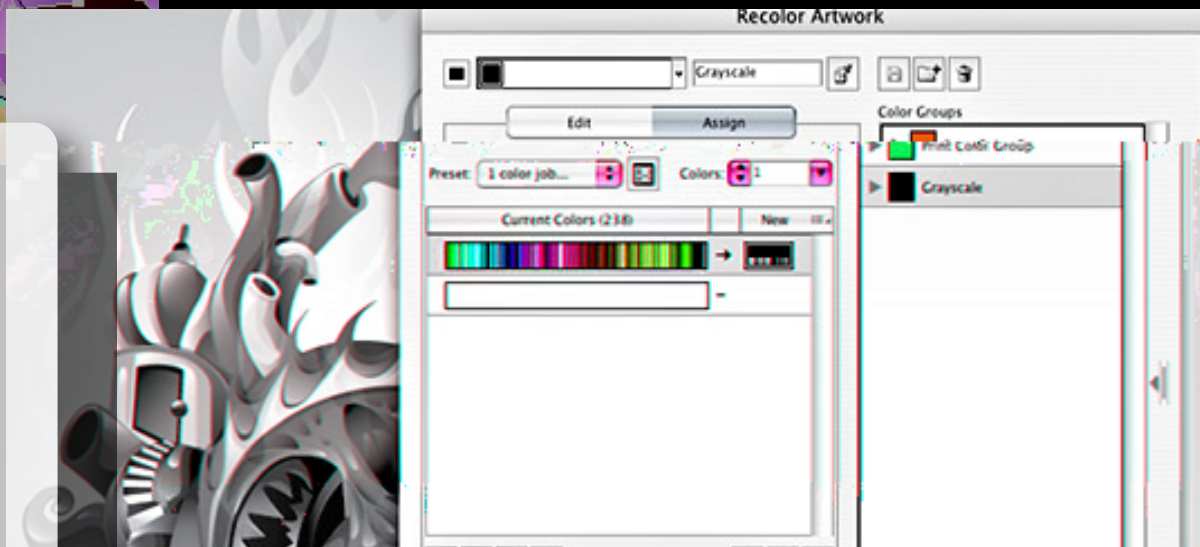 Recolor Artwork
Grayscale
Edit
Assign
Color Groups
Print Color Group
Preset: 1 color job...
Colors: 1
Grayscale
Current Colors (238)
New